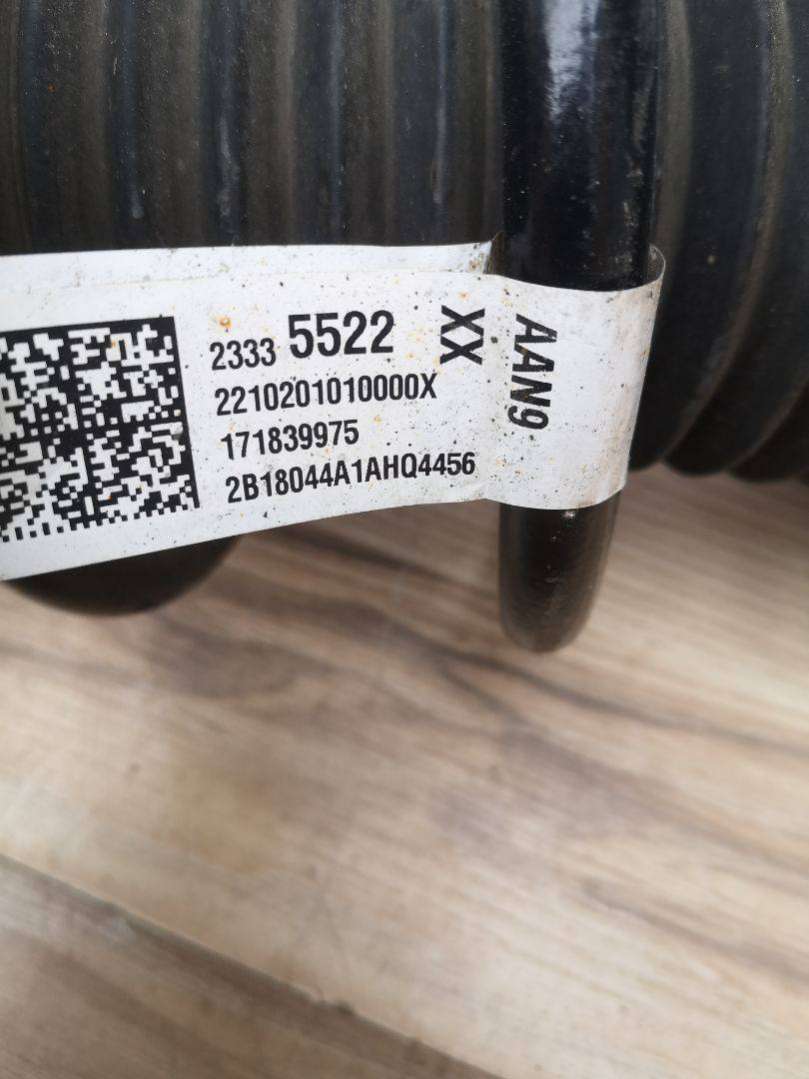 2333 5522 XX
2210201010000X
171839975
2B18044A1AHQ4456
AAN9